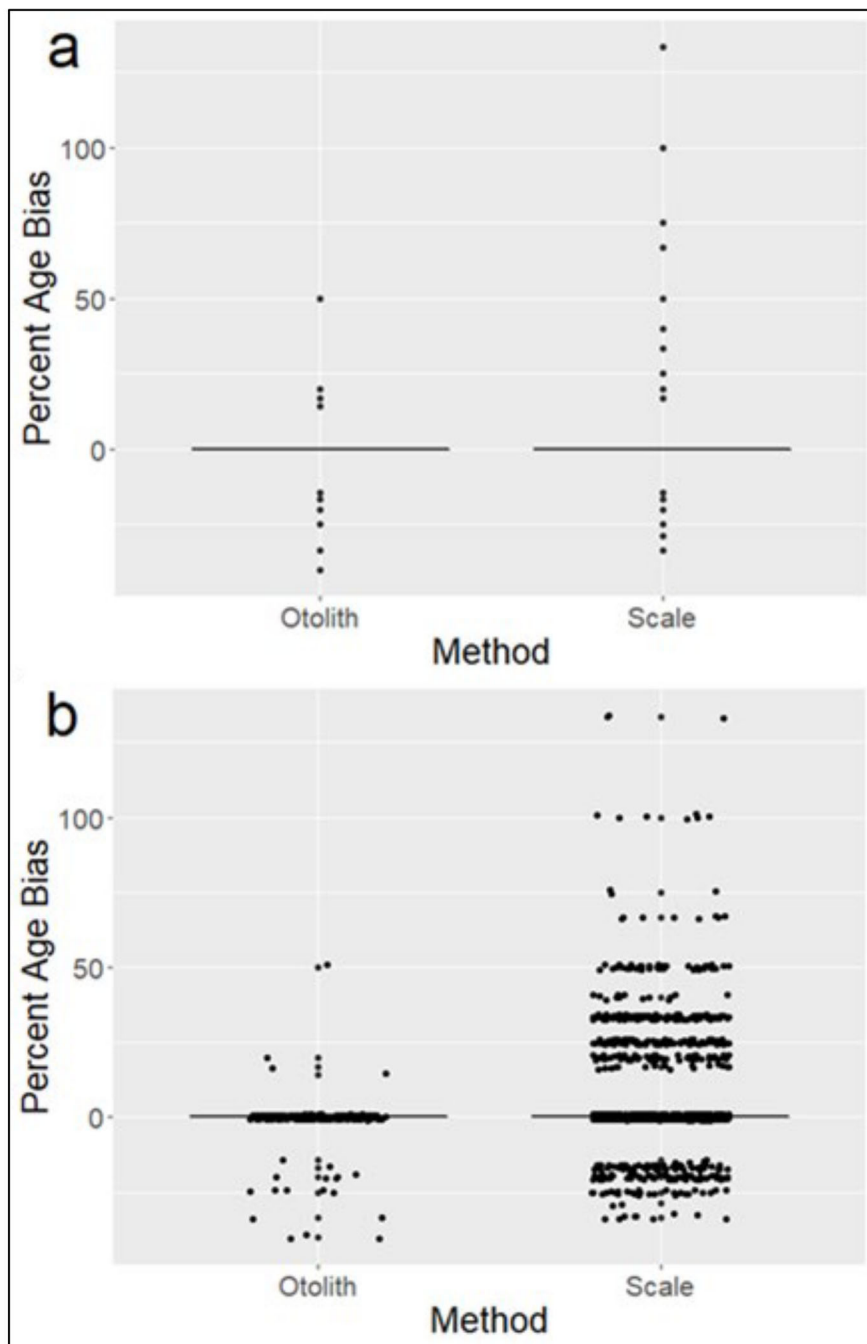 a
Percent Age Bias
100
50
0
Otolith Scale
Method
b
Percent Age Bias
100
50
0
Otolith Scale
Method